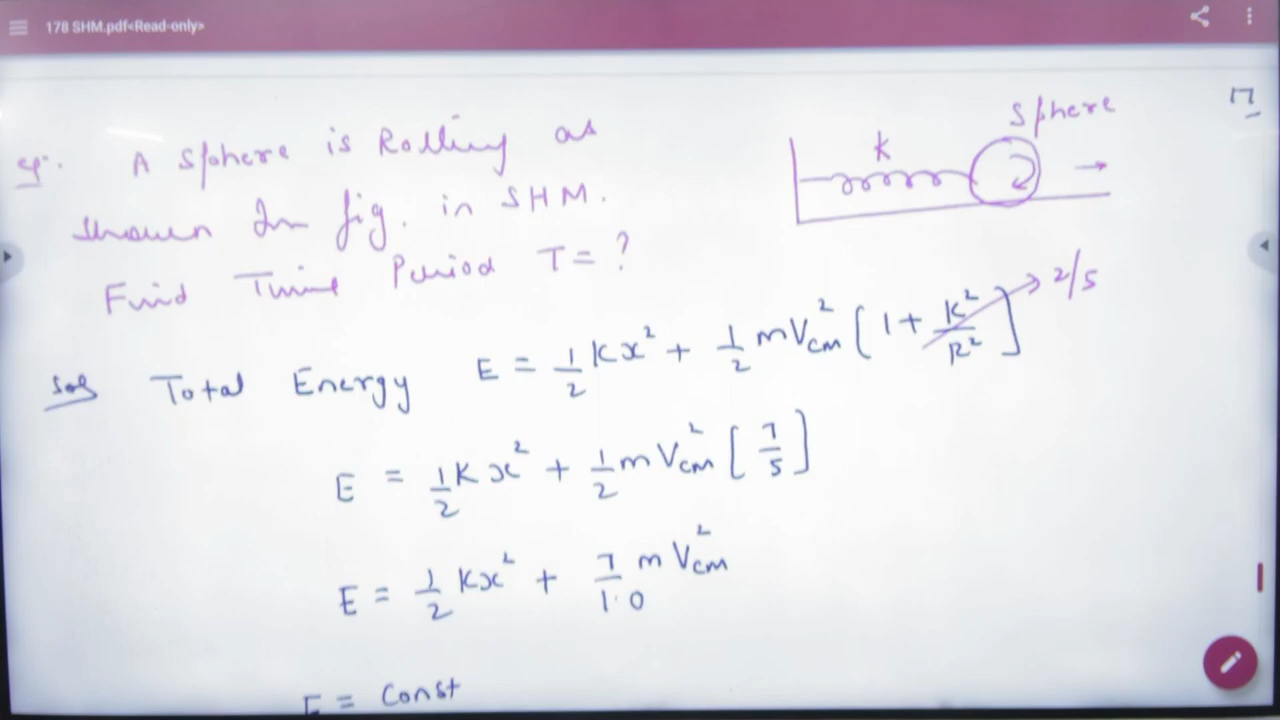 178 SHM.pdf<Read-only>
17
Q. A Sphere is Rolling as
shown In fig. in SHM.
Find Time Period T = ?
Sphere
K
Sol Total Energy E = 1/2 Kx² + 1/2 mV²cm [1 + K²/R²] → 2/5
E = 1/2 Kx² + 1/2 mV²cm [7/5]
E = 1/2 Kx² + 7/10 mV²cm
E = Const